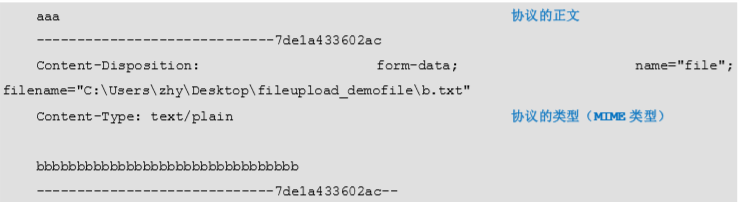 aaa 协议的正文
-----------------------------7de1a433602ac
Content-Disposition: form-data; name="file";
filename="C:\Users\zhy\Desktop\fileupload_demofile\b.txt"
Content-Type: text/plain 协议的类型（MIME 类型）
bbbbbbbbbbbbbbbbbbbbbbbbbbbbbbbb
-----------------------------7de1a433602ac--